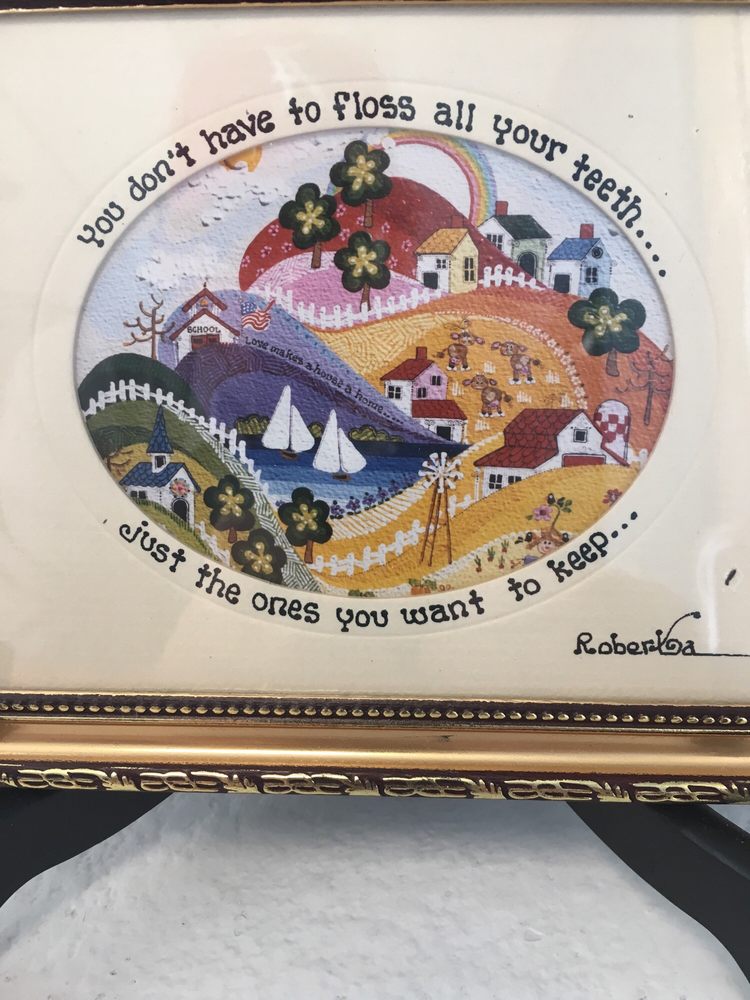 You don't have to floss all your teeth....
SCHOOL
Love makes a house a home...
just the ones you want to keep...
Roberta